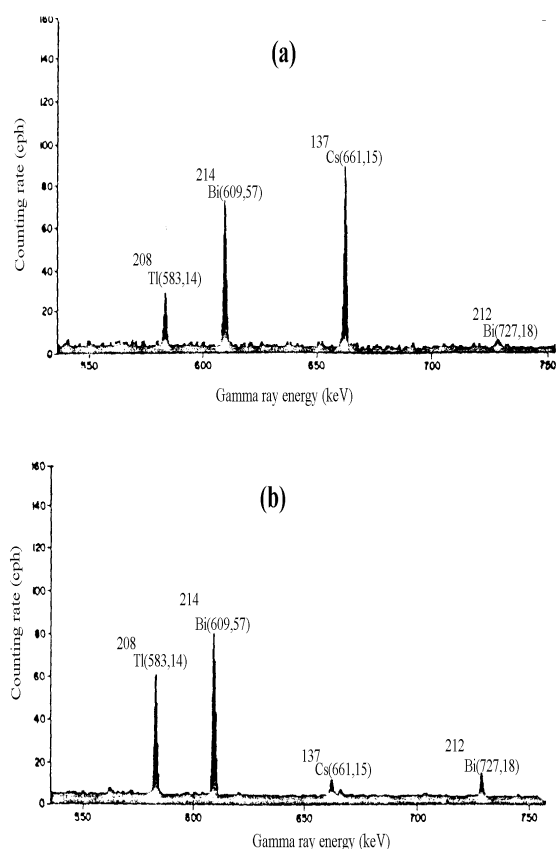 160
(a)
140
120
137
100
Cs(661,15)
214
80
Bi(609,57)
60
208
40
Tl(583,14)
212
20
Bi(727,18)
0
Counting rate (cph)
600 650 700 750
Gamma ray energy (keV)
160
(b)
140
120
100
214
80
Bi(609,57)
208
Tl(583,14)
60
40
137
212
20
Cs(661,15)
Bi(727,18)
0
Counting rate (cph)
550 600 650 700 750
Gamma ray energy (keV)